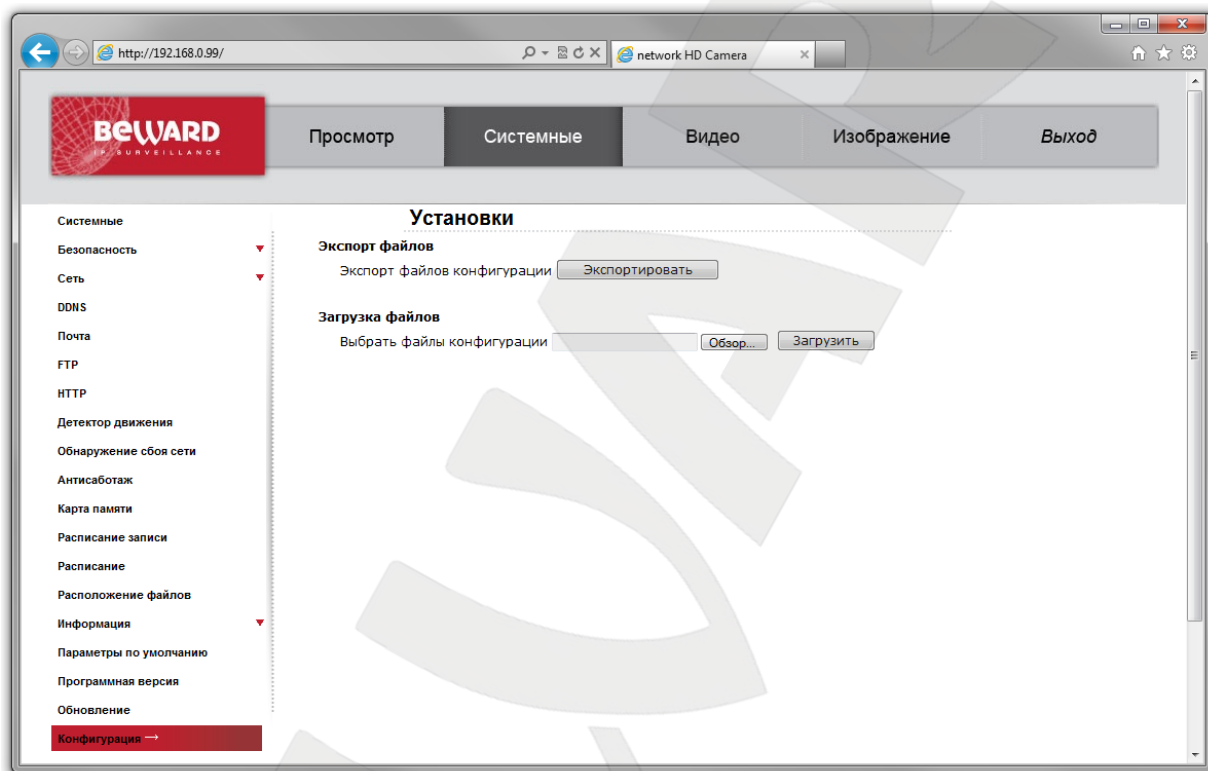 http://192.168.0.99/
network HD Camera
BEWARD
IP SURVEILLANCE
Просмотр
Системные
Видео
Изображение
Выход
Системные
Безопасность
Сеть
DDNS
Почта
FTP
HTTP
Детектор движения
Обнаружение сбоя сети
Антисаботаж
Карта памяти
Расписание записи
Расписание
Расположение файлов
Информация
Параметры по умолчанию
Программная версия
Обновление
Конфигурация →
Установки
Экспорт файлов
Экспорт файлов конфигурации Экспортировать
Загрузка файлов
Выбрать файлы конфигурации Обзор... Загрузить